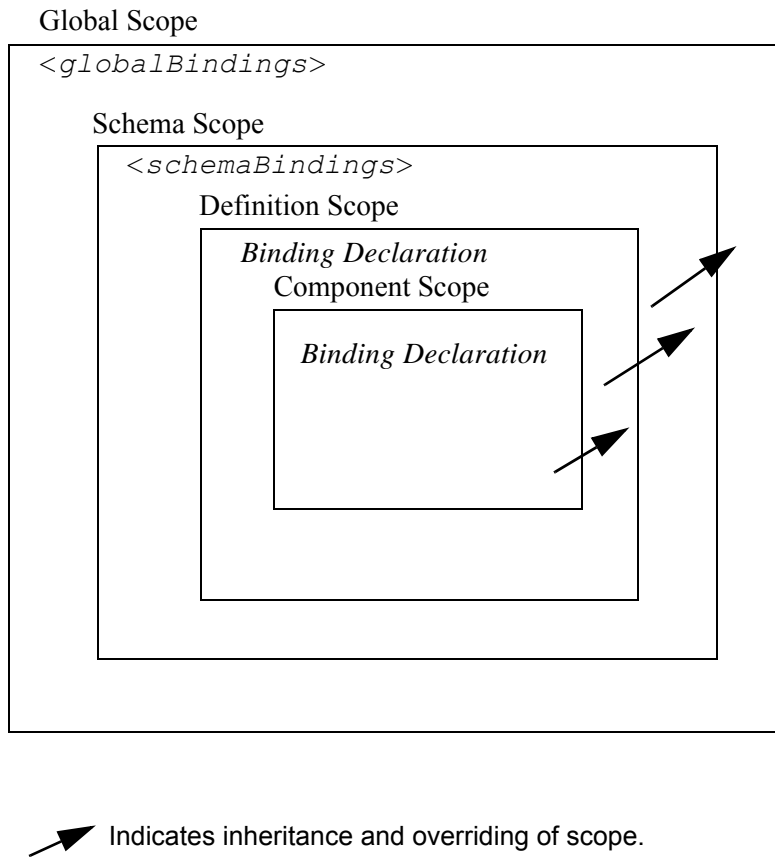 Global Scope
<globalBindings>
Schema Scope
<schemaBindings>
Definition Scope
Binding Declaration
Component Scope
Binding Declaration
Indicates inheritance and overriding of scope.